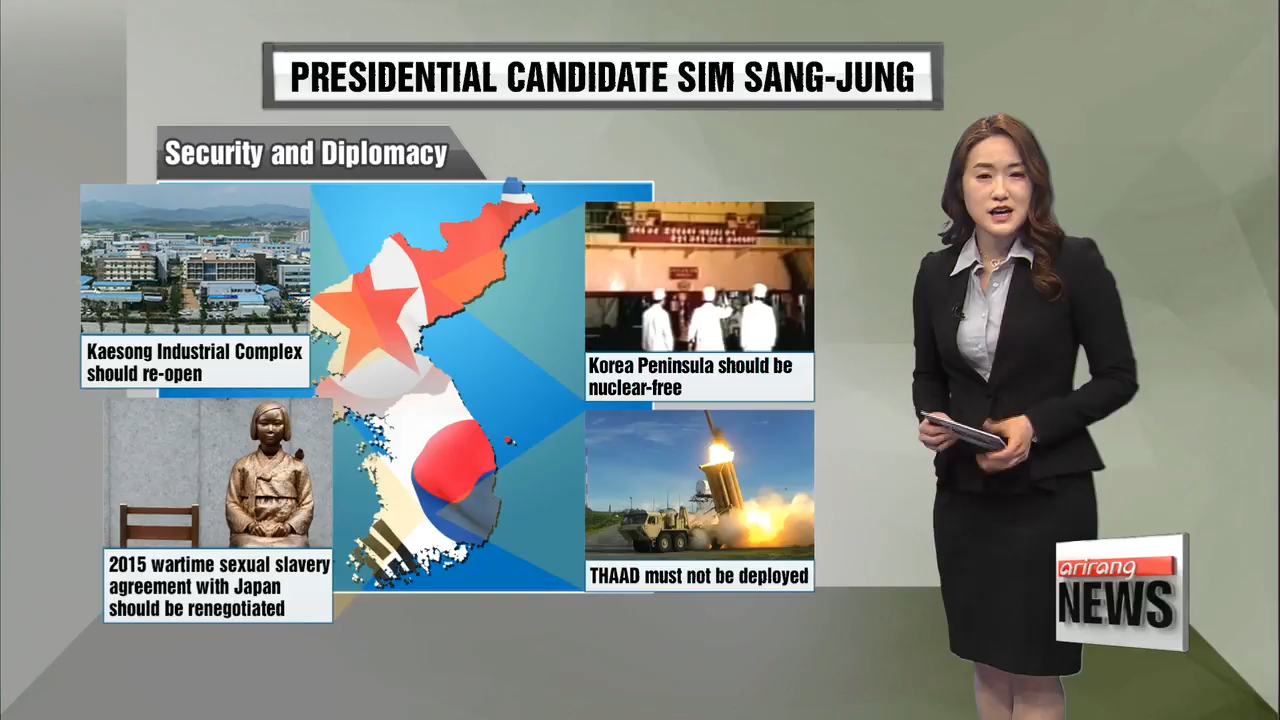 PRESIDENTIAL CANDIDATE SIM SANG-JUNG
Security and Diplomacy
Kaesong Industrial Complex
should re-open
Korea Peninsula should be
nuclear-free
2015 wartime sexual slavery
agreement with Japan
should be renegotiated
THAAD must not be deployed
arirang
NEWS